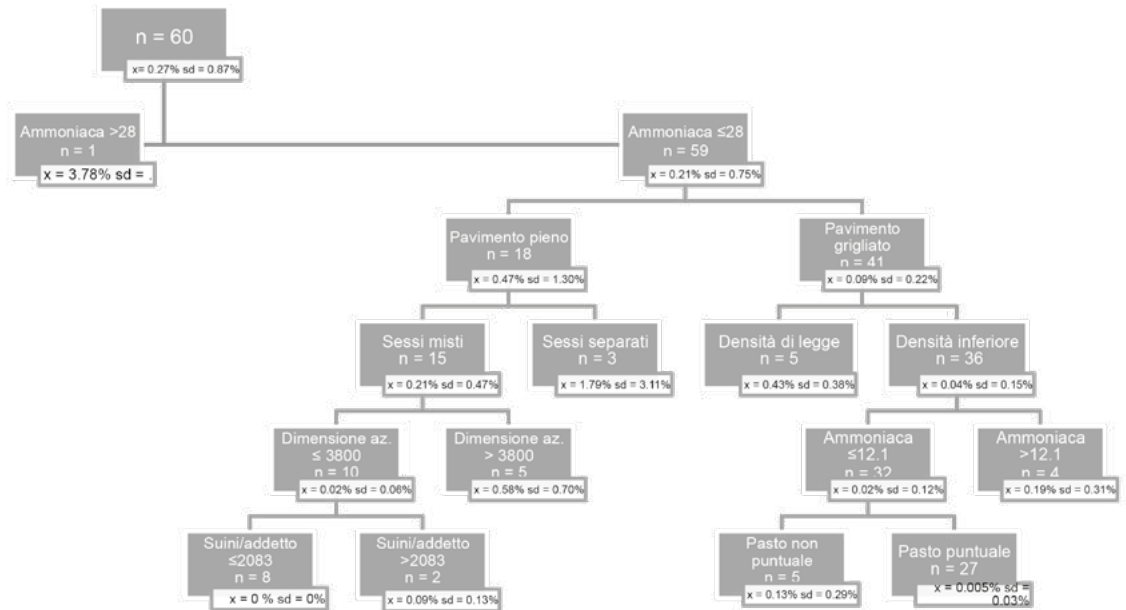 n = 60
x= 0.27% sd = 0.87%
Ammoniaca >28
n = 1
x = 3.78% sd = .
Ammoniaca ≤28
n = 59
x = 0.21% sd = 0.75%
Pavimento pieno
n = 18
x = 0.47% sd = 1.30%
Pavimento
grigliato
n = 41
x = 0.09% sd = 0.22%
Sessi misti
n = 15
x = 0.21% sd = 0.47%
Sessi separati
n = 3
x = 1.79% sd = 3.11%
Densità di legge
n = 5
x = 0.43% sd = 0.38%
Densità inferiore
n = 36
x = 0.04% sd = 0.15%
Dimensione az.
≤ 3800
n = 10
x = 0.02% sd = 0.06%
Dimensione az.
> 3800
n = 5
x = 0.58% sd = 0.70%
Ammoniaca
≤12.1
n = 32
x = 0.02% sd = 0.12%
Ammoniaca
>12.1
n = 4
x = 0.19% sd = 0.31%
Suini/addetto
≤2083
n = 8
x = 0 % sd = 0%
Suini/addetto
>2083
n = 2
x = 0.09% sd = 0.13%
Pasto non
puntuale
n = 5
x = 0.13% sd = 0.29%
Pasto puntuale
n = 27
x = 0.005% sd =
0.03%